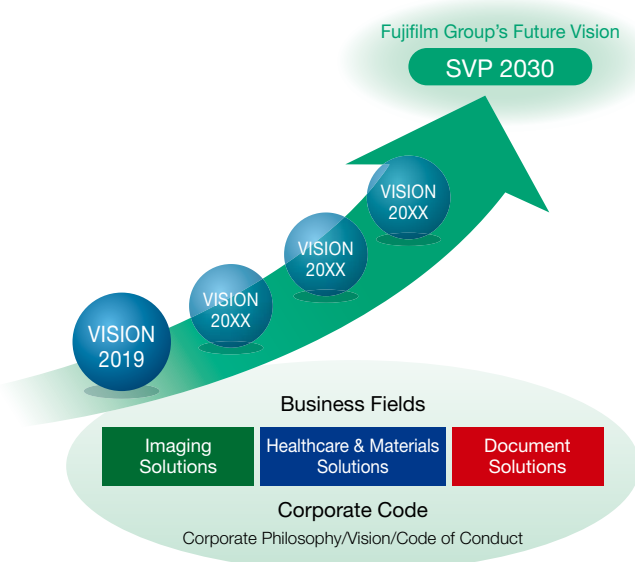 Fujifilm Group's Future Vision
SVP 2030
VISION
20XX
VISION
20XX
VISION
20XX
VISION
2019
Business Fields
Imaging
Solutions
Healthcare & Materials
Solutions
Document
Solutions
Corporate Code
Corporate Philosophy/Vision/Code of Conduct